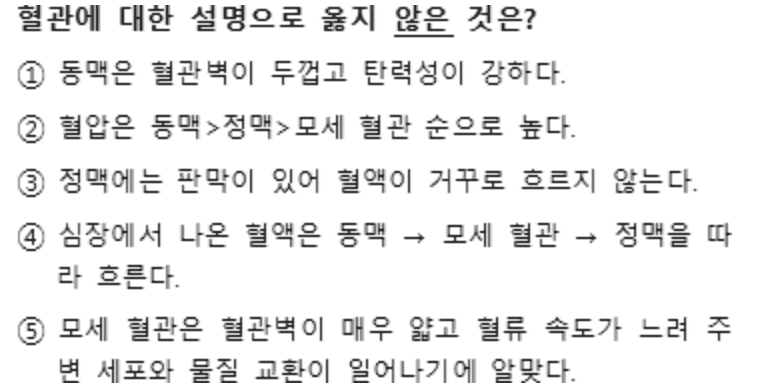 혈관에 대한 설명으로 옳지 않은 것은?
① 동맥은 혈관벽이 두껍고 탄력성이 강하다.
② 혈압은 동맥>정맥>모세 혈관 순으로 높다.
③ 정맥에는 판막이 있어 혈액이 거꾸로 흐르지 않는다.
④ 심장에서 나온 혈액은 동맥 → 모세 혈관 → 정맥을 따
라 흐른다.
⑤ 모세 혈관은 혈관벽이 매우 얇고 혈류 속도가 느려 주
변 세포와 물질 교환이 일어나기에 알맞다.